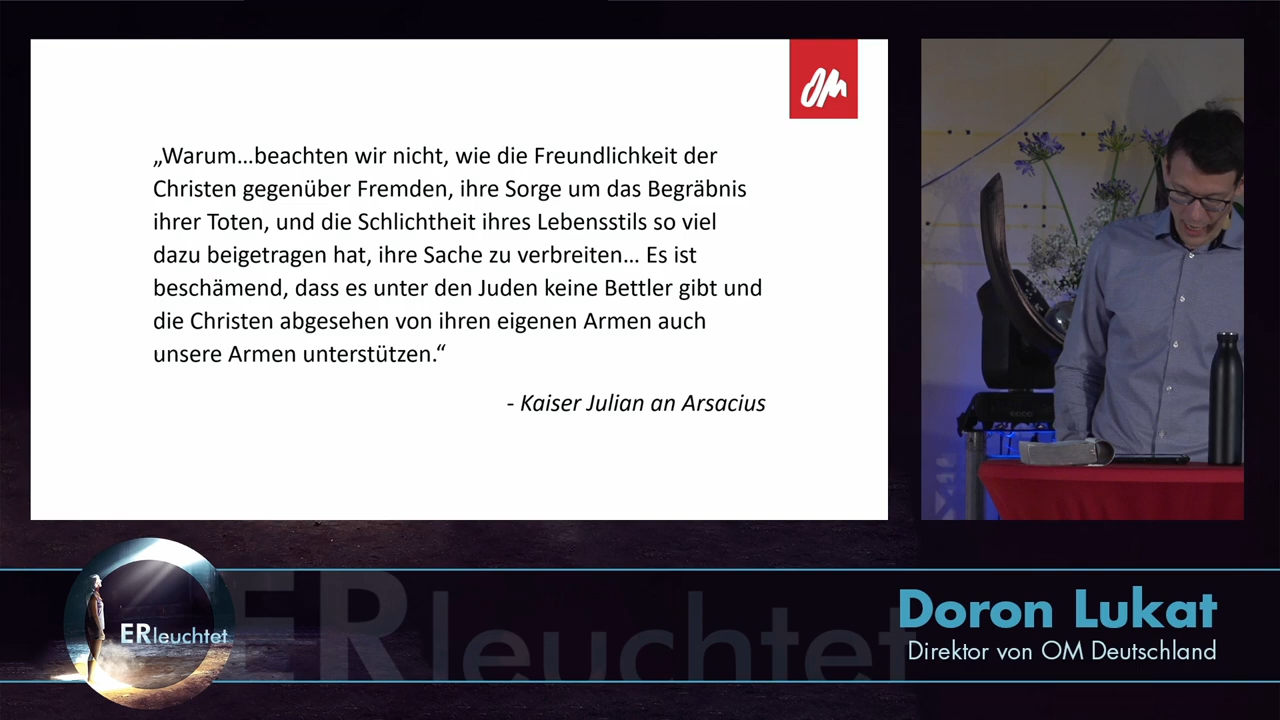 OM
„Warum…beachten wir nicht, wie die Freundlichkeit der
Christen gegenüber Fremden, ihre Sorge um das Begräbnis
ihrer Toten, und die Schlichtheit ihres Lebensstils so viel
dazu beigetragen hat, ihre Sache zu verbreiten… Es ist
beschämend, dass es unter den Juden keine Bettler gibt und
die Christen abgesehen von ihren eigenen Armen auch
unsere Armen unterstützen.“
- Kaiser Julian an Arsacius
ERleuchtet
ERleuchtet
Doron Lukat
Direktor von OM Deutschland